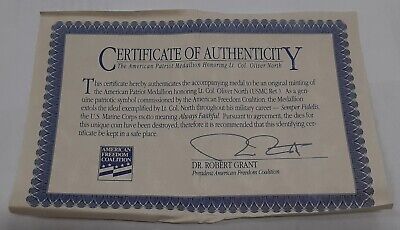 CERTIFICATE OF AUTHENTICITY
The American Patriot Medallion Honoring Lt. Col. Oliver North
This certificate hereby authenticates the accompanying medal to be an original minting of
the American Patriot Medallion honoring Lt. Col. Oliver North (USMC Ret.). As a gen-
uine patriotic symbol commissioned by the American Freedom Coalition, the Medallion
extols the ideal exemplified by Lt. Col. North throughout his military career — Semper Fidelis,
the U.S. Marine Corps motto meaning Always Faithful. Pursuant to agreement, the dies for
this unique coin have been destroyed; therefore it is recommended that this identifying certifi-
cate be kept in a safe place.
AMERICAN
FREEDOM
COALITION
DR. ROBERT GRANT
President American Freedom Coalition